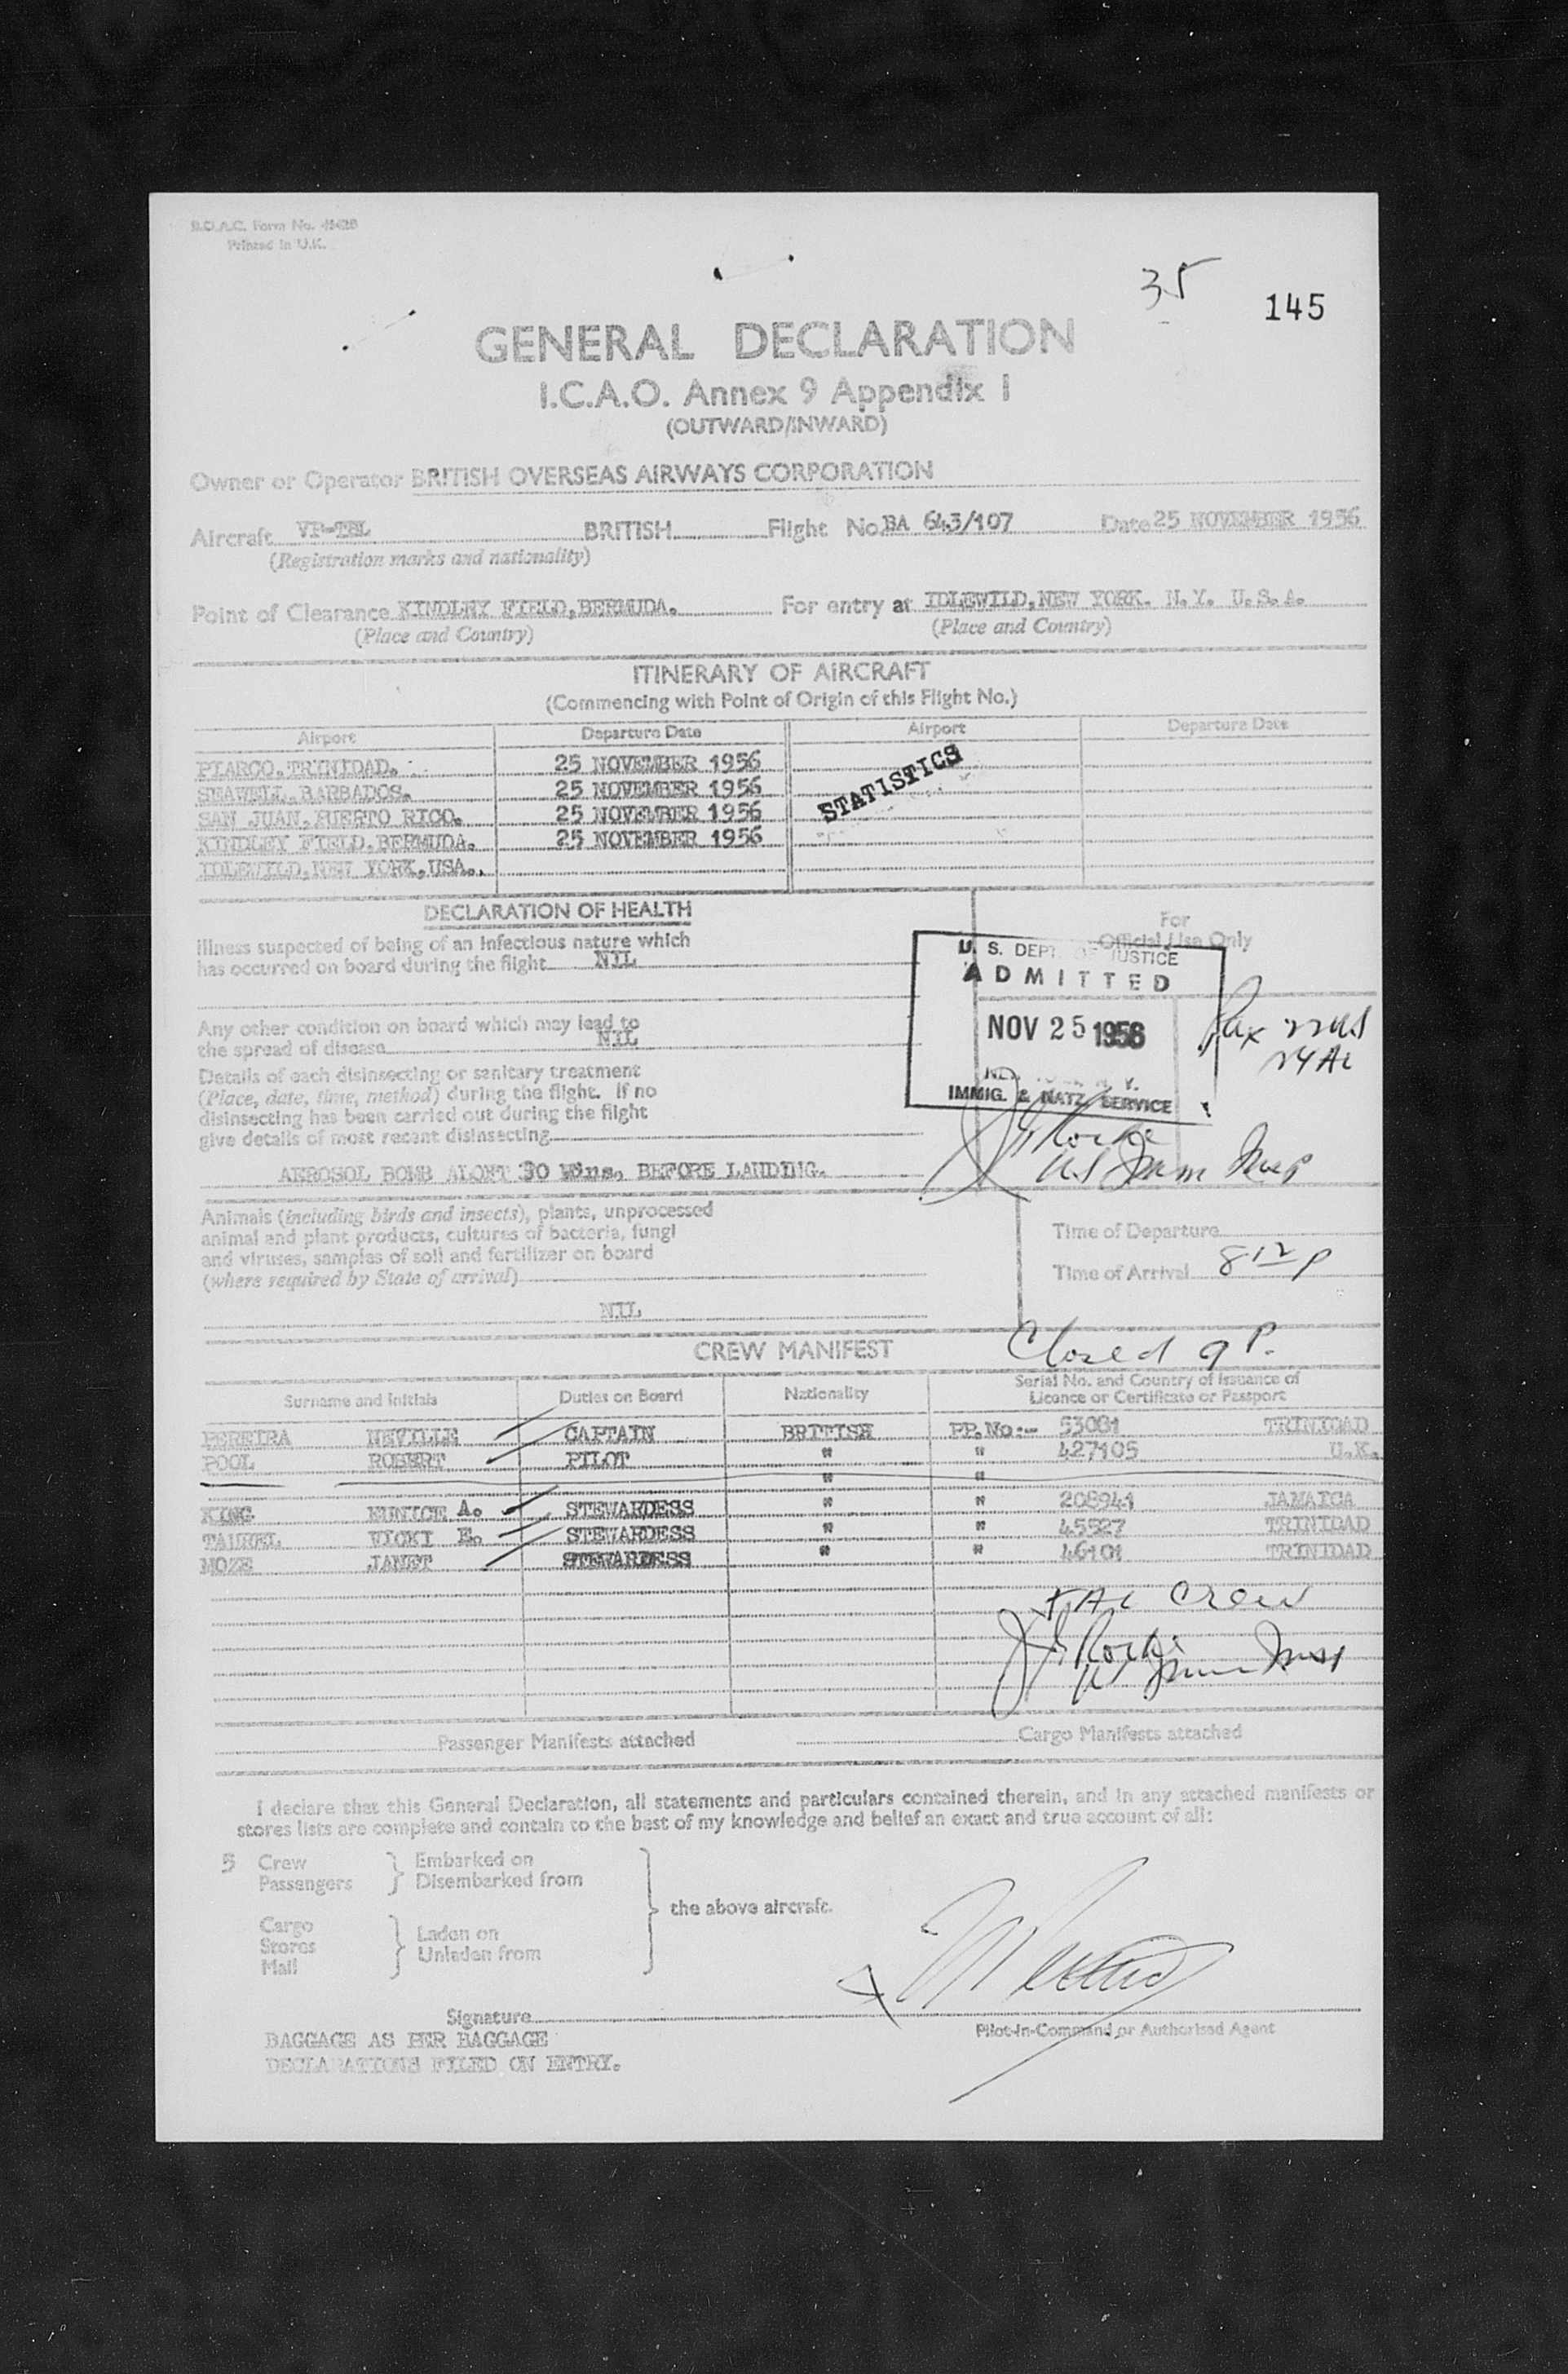 B.O.A.C. Form No.
Printed in U.K.
35
145
GENERAL DECLARATION
I.C.A.O. Annex 9 Appendix 1
(OUTWARD/INWARD)
Owner or Operator BRITISH OVERSEAS AIRWAYS CORPORATION
Aircraft VP-TBL BRITISH Flight No. BA 643/107 Date 25 NOVEMBER 1956
(Registration marks and nationality)
Point of Clearance KINDLEY FIELD, BERMUDA. For entry at IDLEWILD, NEW YORK. N.Y. U.S.A.
(Place and Country) (Place and Country)
ITINERARY OF AIRCRAFT
(Commencing with Point of Origin of this Flight No.)
Airport Departure Date Airport Departure Date
PIARCO. TRINIDAD. 25 NOVEMBER 1956
SEAWELL. BARBADOS. 25 NOVEMBER 1956
SAN JUAN, PUERTO RICO. 25 NOVEMBER 1956
KINDLEY FIELD. BERMUDA. 25 NOVEMBER 1956
IDLEWILD, NEW YORK, USA.
STATISTICS
DECLARATION OF HEALTH
For
Official Use Only
Illness suspected of being of an infectious nature which
has occurred on board during the flight NIL
U. S. DEPT. OF JUSTICE
ADMITTED
NOV 25 1956
NEW YORK, N. Y.
IMMIG. & NATZ. SERVICE
Pax 22 US
24 AL
Any other condition on board which may lead to
the spread of disease NIL
Details of each disinsecting or sanitary treatment
(Place, date, time, method) during the flight. If no
disinsecting has been carried out during the flight
give details of most recent disinsecting
AEROSOL BOMB ALOFT 30 Mins. BEFORE LANDING.
US Imm Insp
Animals (including birds and insects), plants, unprocessed
animal and plant products, cultures of bacteria, fungi
and viruses, samples of soil and fertilizer on board
(where required by State of arrival)
NIL
Time of Departure
Time of Arrival 812 P
Closed 9 P.
CREW MANIFEST
Surname and Initials Duties on Board Nationality Serial No. and Country of Issuance of
Licence or Certificate or Passport
PEREIRA NEVILLE CAPTAIN BRITISH PP.No:- 53081 TRINIDAD
POOL ROBERT PILOT " " 427105 U.K.
" "
KING EUNICE A. STEWARDESS " " 208941 JAMAICA
VICKI E. STEWARDESS " " 45527 TRINIDAD
MOZE JANET STEWARDESS " " 46101 TRINIDAD
AL Crew
Passenger Manifests attached Cargo Manifests attached
I declare that this General Declaration, all statements and particulars contained therein, and in any attached manifests or
stores lists are complete and contain to the best of my knowledge and belief an exact and true account of all:
5 Crew Embarked on
Passengers Disembarked from
the above aircraft.
Cargo Laden on
Stores Unladen from
Mail
Signature
Pilot-in-Command or Authorised Agent
BAGGAGE AS PER BAGGAGE
DECLARATIONS FILED ON ENTRY.